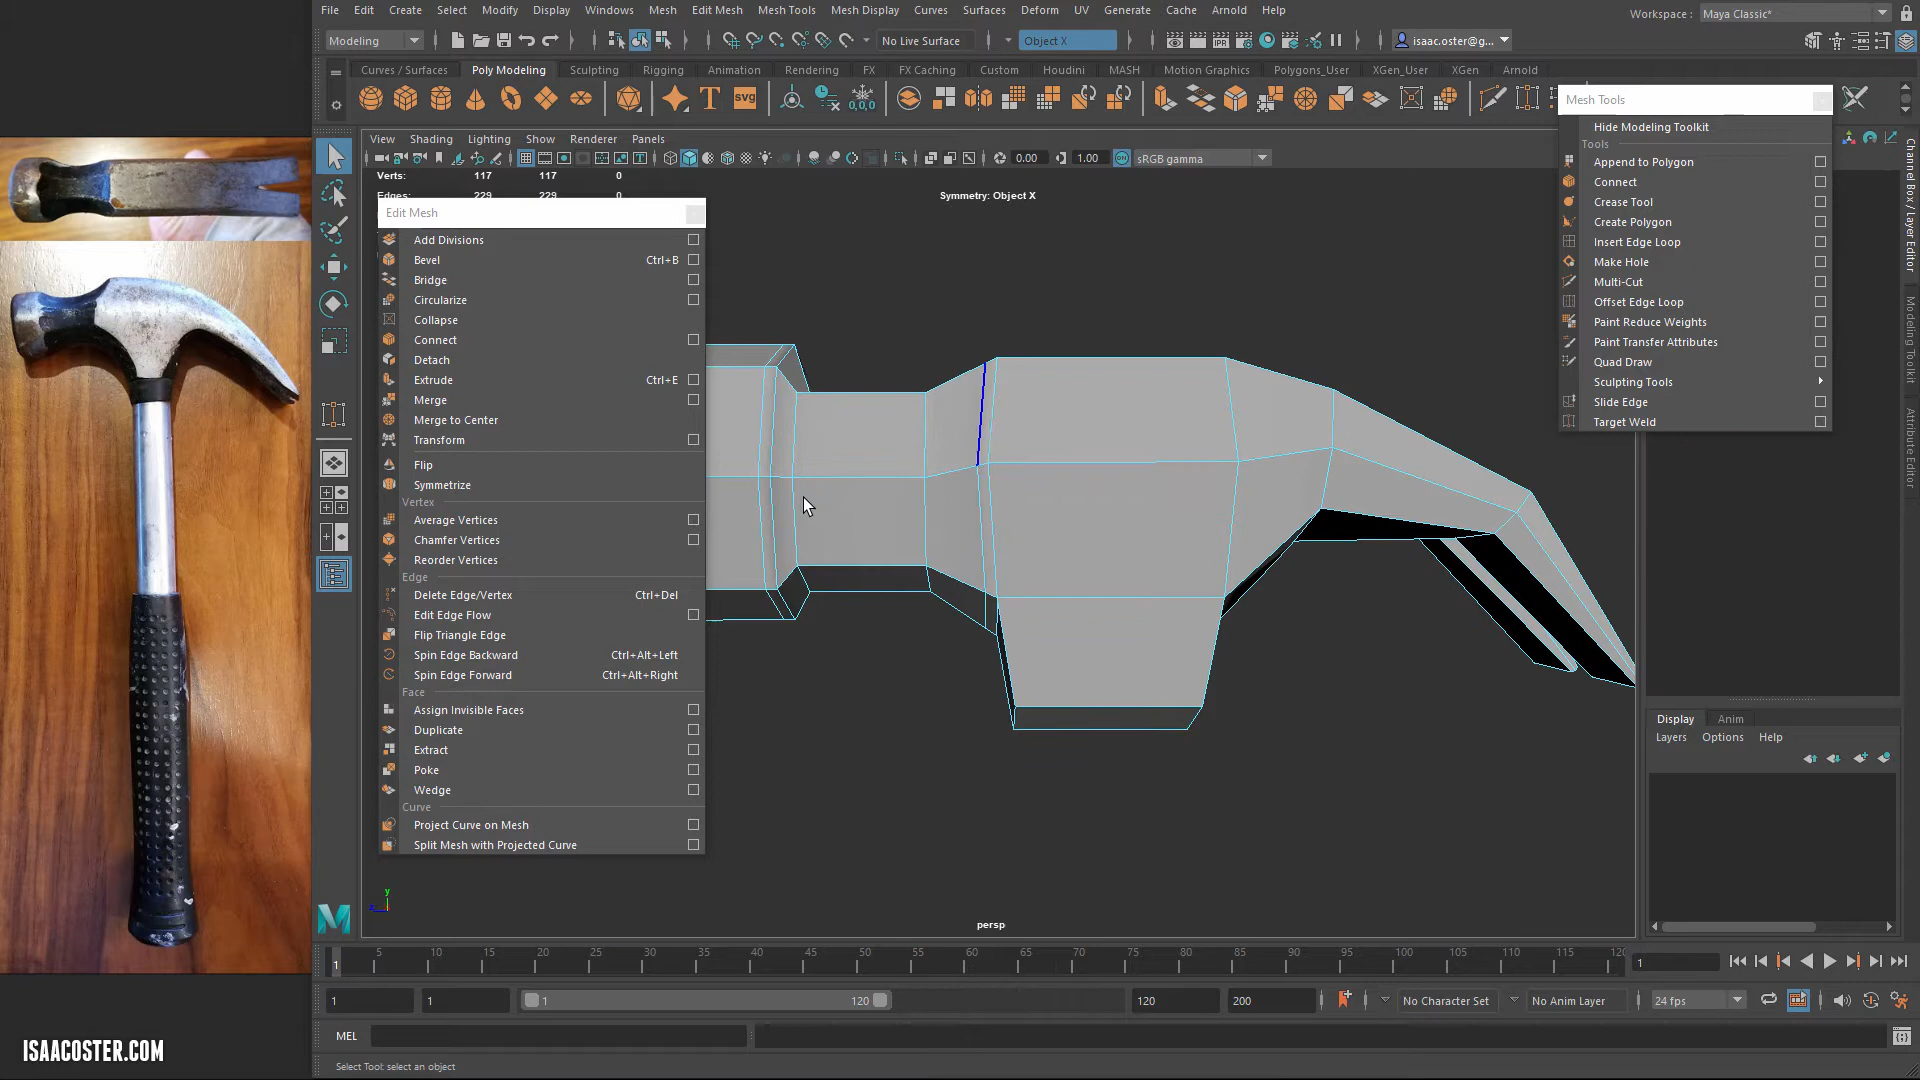 File Edit Create Select Modify Display Windows Mesh Edit Mesh Mesh Tools Mesh Display Curves Surfaces Deform UV Generate Cache Arnold Help
Workspace : Maya Classic*
Modeling
No Live Surface
Object X
isaac.oster@g...
Curves / Surfaces Poly Modeling Sculpting Rigging Animation Rendering FX FX Caching Custom Houdini MASH Motion Graphics Polygons_User XGen_User XGen Arnold
T
svg
0,0,0
IPR
View Shading Lighting Show Renderer Panels
0.00
1.00
sRGB gamma
Verts: 117 117 0
Edges: 229 229 0
Symmetry: Object X
Edit Mesh
Add Divisions
Bevel Ctrl+B
Bridge
Circularize
Collapse
Connect
Detach
Extrude Ctrl+E
Merge
Merge to Center
Transform
Flip
Symmetrize
Vertex
Average Vertices
Chamfer Vertices
Reorder Vertices
Edge
Delete Edge/Vertex Ctrl+Del
Edit Edge Flow
Flip Triangle Edge
Spin Edge Backward Ctrl+Alt+Left
Spin Edge Forward Ctrl+Alt+Right
Face
Assign Invisible Faces
Duplicate
Extract
Poke
Wedge
Curve
Project Curve on Mesh
Split Mesh with Projected Curve
Mesh Tools
Hide Modeling Toolkit
Tools
Append to Polygon
Connect
Crease Tool
Create Polygon
Insert Edge Loop
Make Hole
Multi-Cut
Offset Edge Loop
Paint Reduce Weights
Paint Transfer Attributes
Quad Draw
Sculpting Tools
Slide Edge
Target Weld
Channel Box / Layer Editor
Modeling Toolkit
Attribute Editor
Display Anim
Layers Options Help
y
persp
5 10 15 20 25 30 35 40 45 50 55 60 65 70 75 80 85 90 95 100 105 110 115 120
1
1
1
1
1
120
120
200
No Character Set
No Anim Layer
24 fps
MEL
Select Tool: select an object
ISAACOSTER.COM